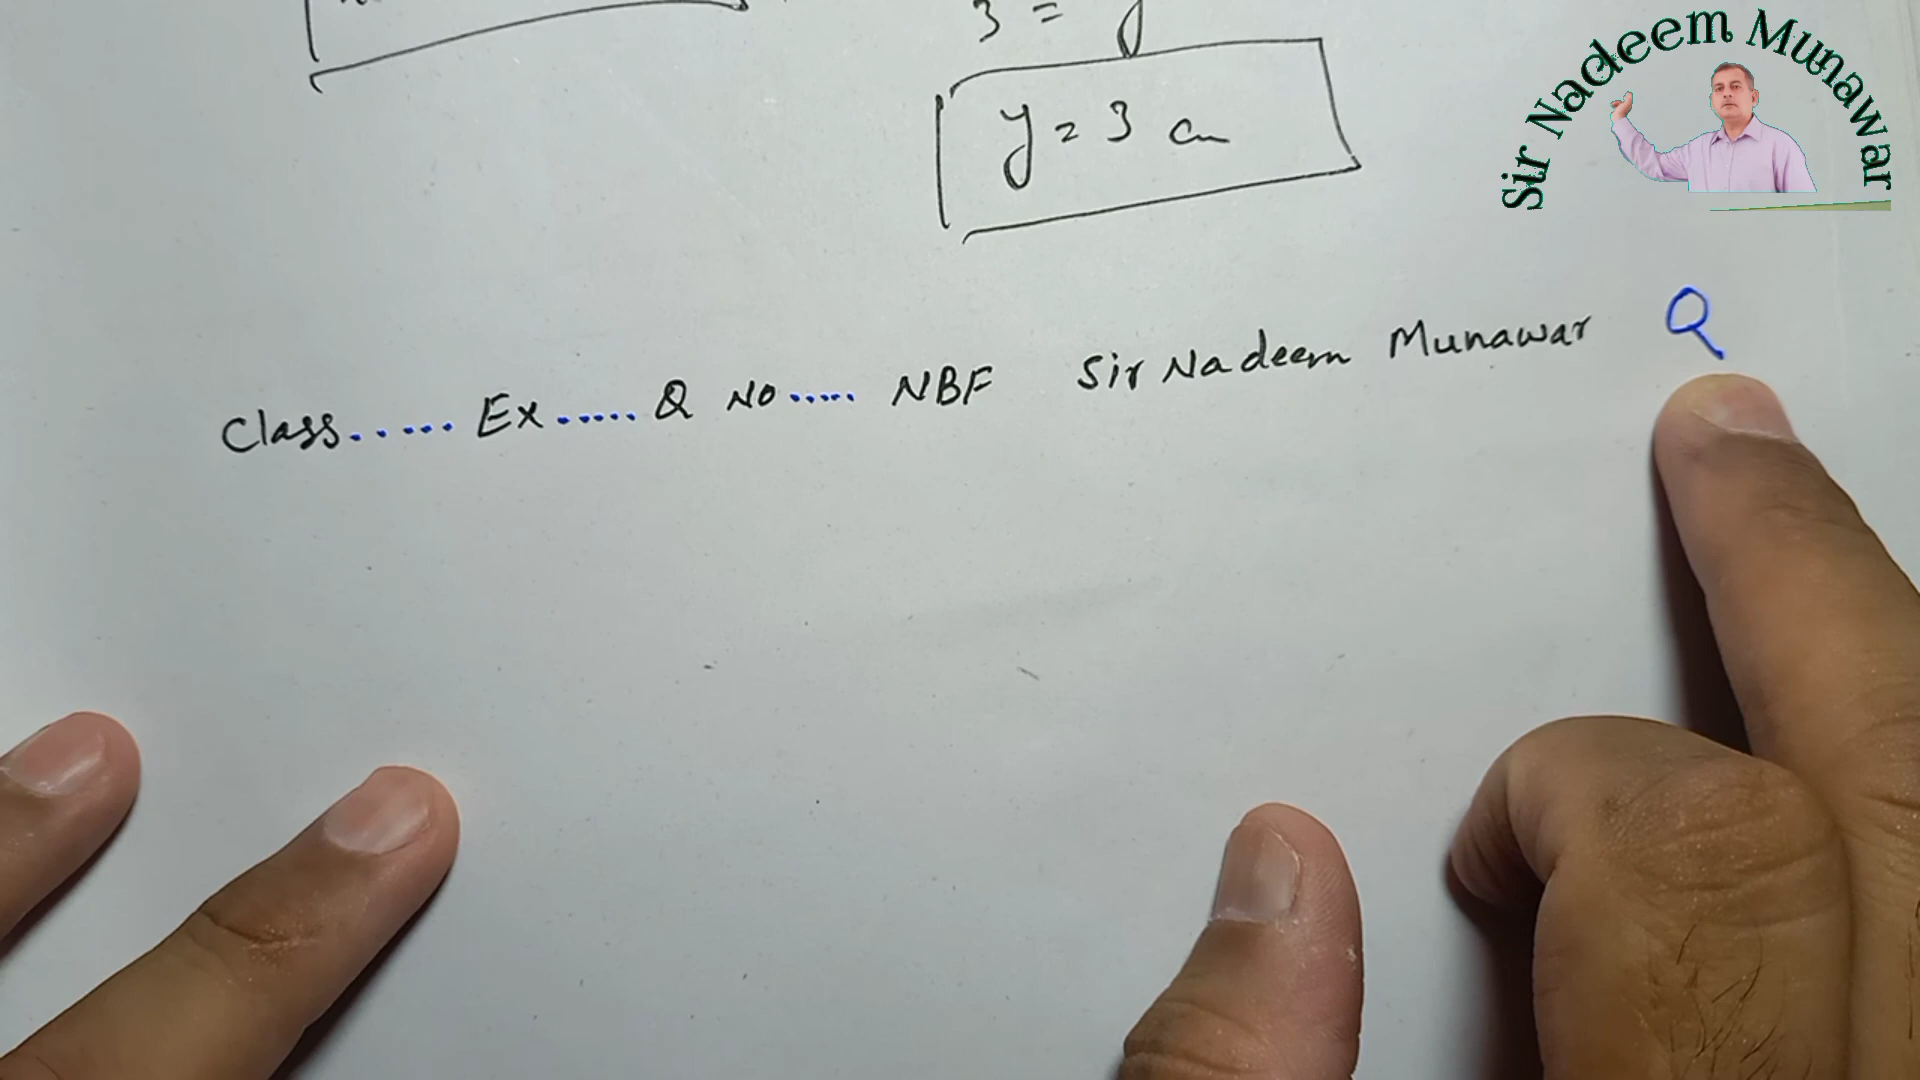 3 =
y = 3 cm
Class...... Ex..... Q No..... NBF Sir Nadeem Munawar Q
Sir Nadeem Munawar